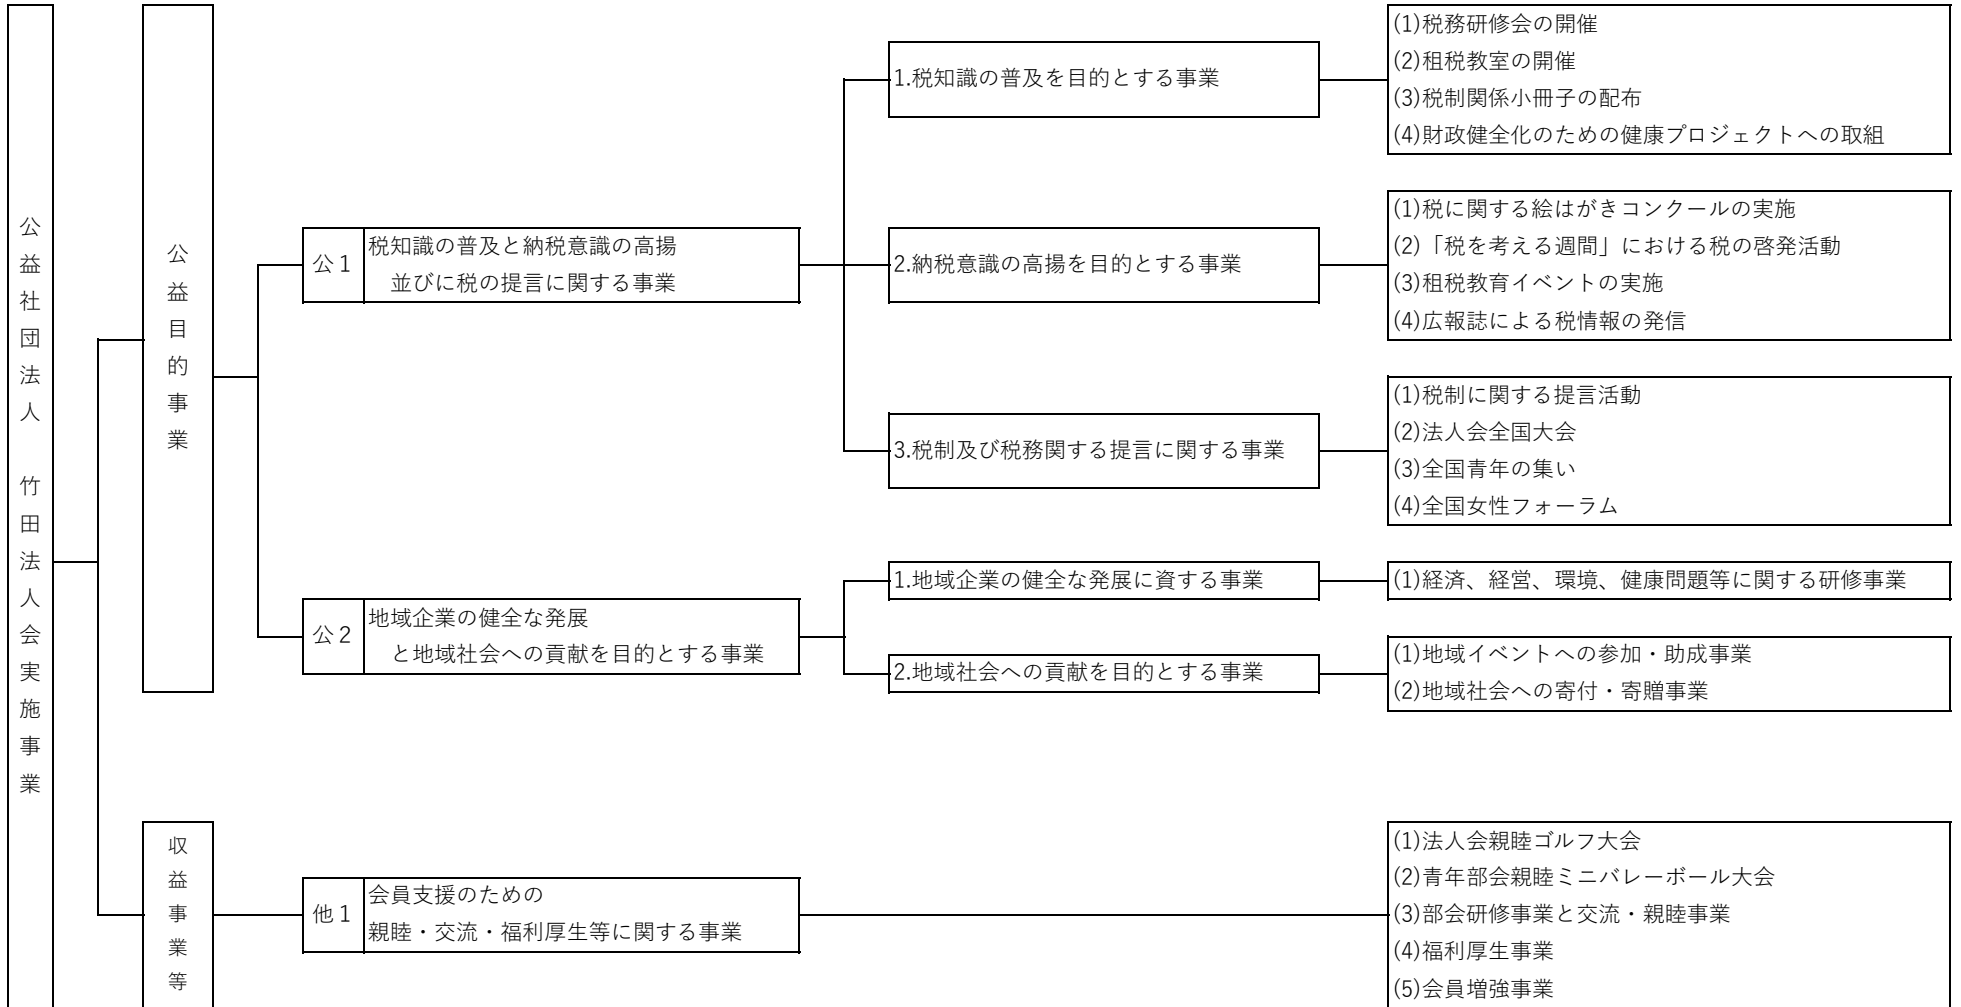 公益社団法人　竹田法人会実施事業
公益目的事業
公１
税知識の普及と納税意識の高揚
並びに税の提言に関する事業
1.税知識の普及を目的とする事業
(1)税務研修会の開催
(2)租税教室の開催
(3)税制関係小冊子の配布
(4)財政健全化のための健康プロジェクトへの取組
2.納税意識の高揚を目的とする事業
(1)税に関する絵はがきコンクールの実施
(2)「税を考える週間」における税の啓発活動
(3)租税教育イベントの実施
(4)広報誌による税情報の発信
3.税制及び税務関する提言に関する事業
(1)税制に関する提言活動
(2)法人会全国大会
(3)全国青年の集い
(4)全国女性フォーラム
公２
地域企業の健全な発展
と地域社会への貢献を目的とする事業
1.地域企業の健全な発展に資する事業
(1)経済、経営、環境、健康問題等に関する研修事業
2.地域社会への貢献を目的とする事業
(1)地域イベントへの参加・助成事業
(2)地域社会への寄付・寄贈事業
収益事業等
他１
会員支援のための
親睦・交流・福利厚生等に関する事業
(1)法人会親睦ゴルフ大会
(2)青年部会親睦ミニバレーボール大会
(3)部会研修事業と交流・親睦事業
(4)福利厚生事業
(5)会員増強事業